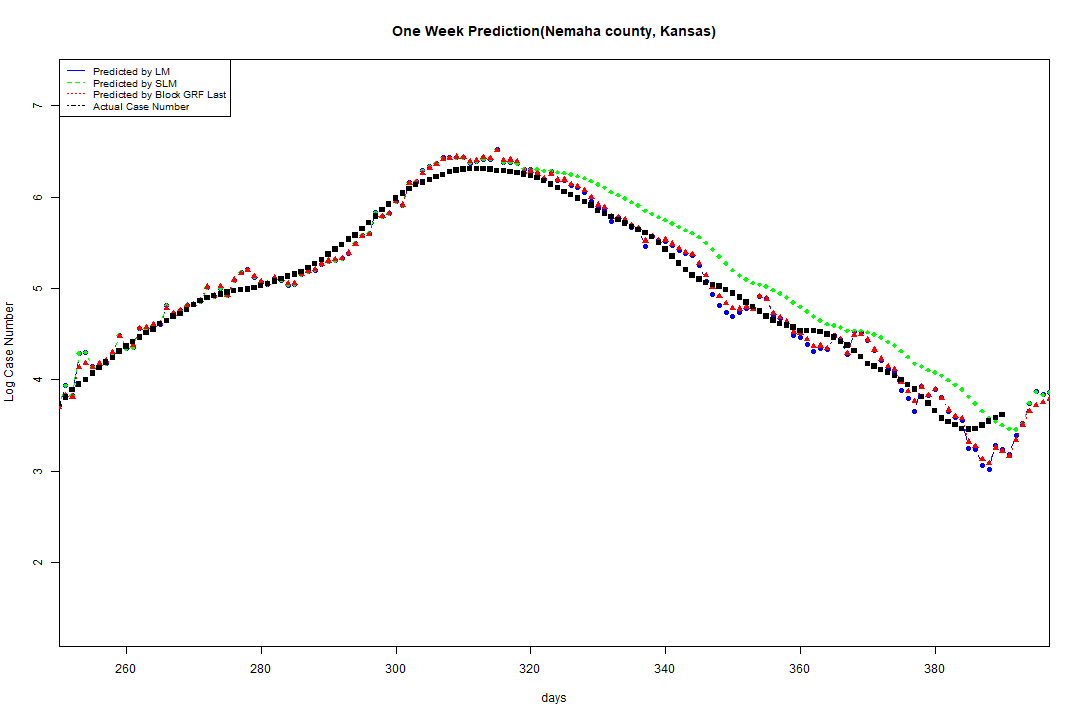 One Week Prediction(Nemaha county, Kansas)
Predicted by LM
Predicted by SLM
Predicted by Block GRF Last
Actual Case Number
7
6
5
4
3
2
Log Case Number
260 280 300 320 340 360 380
days